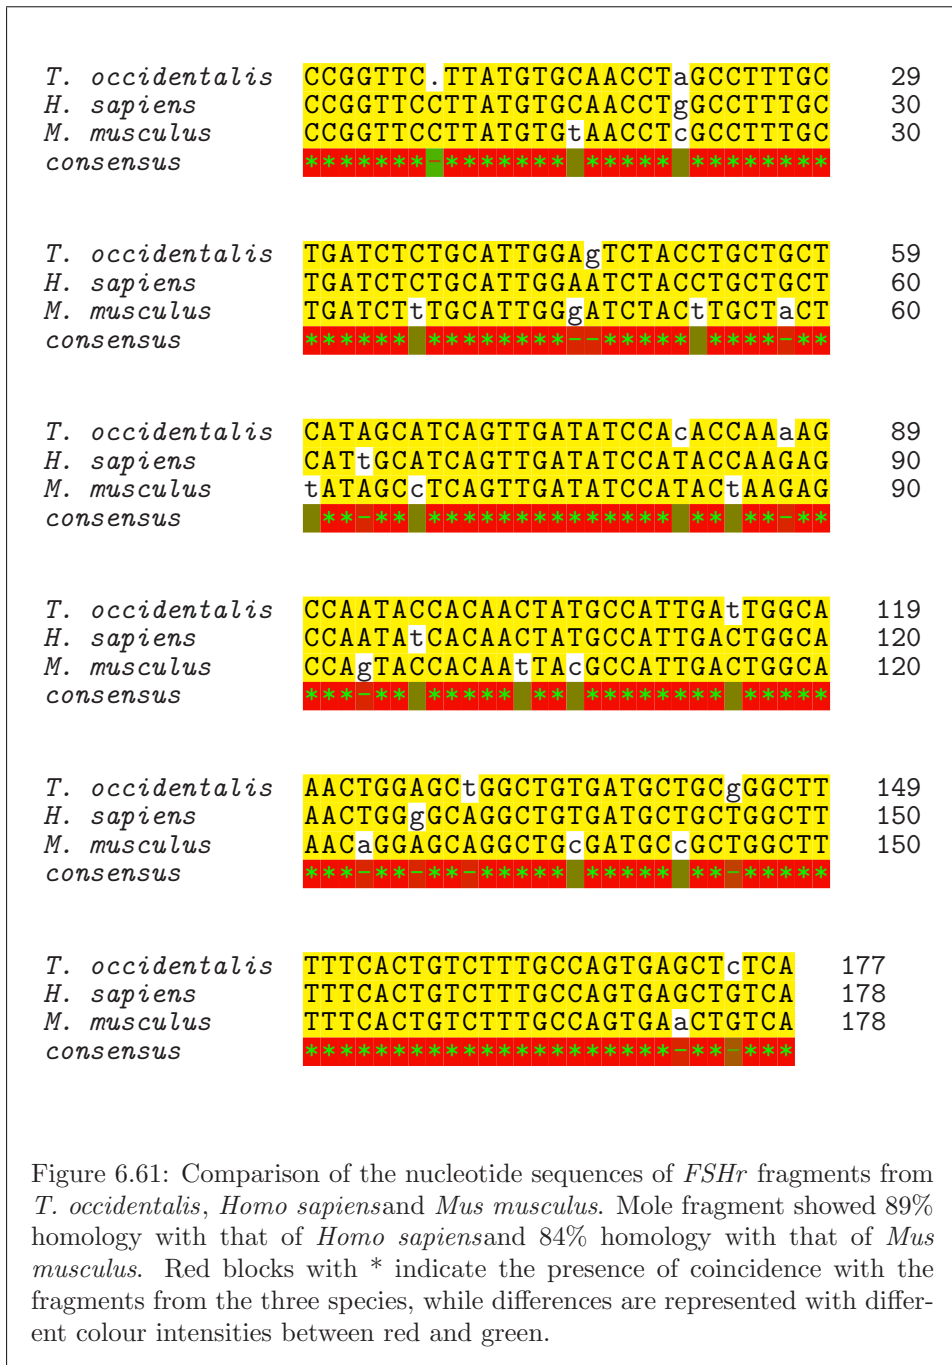 T. occidentalis CCGGTTC.TTATGTGCAACCTaGCCTTTGC 29
H. sapiens CCGGTTCCTTATGTGCAACCTgGCCTTTGC 30
M. musculus CCGGTTCCTTATGTGtAACCTcGCCTTTGC 30
consensus *******-******* ***** ********
T. occidentalis TGATCTCTGCATTGGAgTCTACCTGCTGCT 59
H. sapiens TGATCTCTGCATTGGAATCTACCTGCTGCT 60
M. musculus TGATCTtTGCATTGGgATCTACtTGCTaCT 60
consensus ****** ********--***** ****-**
T. occidentalis CATAGCATCAGTTGATATCCAcACCAAaAG 89
H. sapiens CATtGCATCAGTTGATATCCATACCAAGAG 90
M. musculus tATAGCcTCAGTTGATATCCATACtAAGAG 90
consensus  **-** ************** ** **-**
T. occidentalis CCAATACCACAACTATGCCATTGAtTGGCA 119
H. sapiens CCAATAtCACAACTATGCCATTGACTGGCA 120
M. musculus CCAgTACCACAAtTAcGCCATTGACTGGCA 120
consensus ***-** ***** ** ******** *****
T. occidentalis AACTGGAGCtGGCTGTGATGCTGCgGGCTT 149
H. sapiens AACTGGgGCAGGCTGTGATGCTGCTGGCTT 150
M. musculus AACaGGAGCAGGCTGcGATGCcGCTGGCTT 150
consensus ***-**-**-***** ***** **-*****
T. occidentalis TTTCACTGTCTTTGCCAGTGAGCTcTCA 177
H. sapiens TTTCACTGTCTTTGCCAGTGAGCTGTCA 178
M. musculus TTTCACTGTCTTTGCCAGTGAaCTGTCA 178
consensus *********************-**-***
Figure 6.61: Comparison of the nucleotide sequences of FSHr fragments from
T. occidentalis, Homo sapiensand Mus musculus. Mole fragment showed 89%
homology with that of Homo sapiensand 84% homology with that of Mus
musculus. Red blocks with * indicate the presence of coincidence with the
fragments from the three species, while differences are represented with differ-
ent colour intensities between red and green.